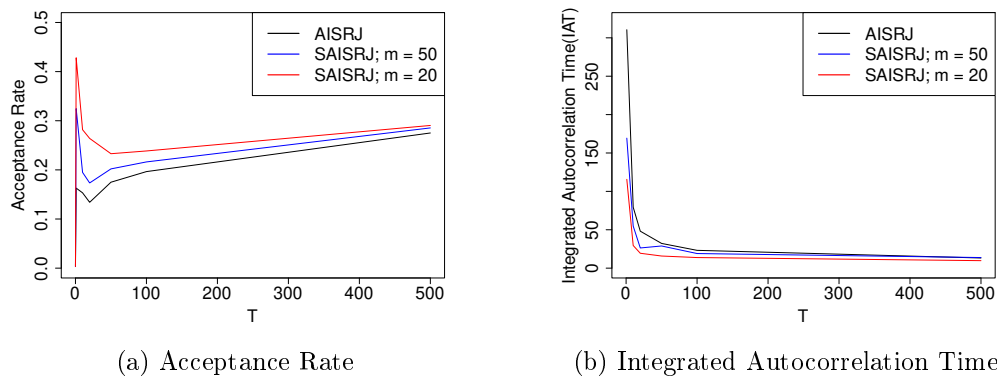 AISRJ
SAISRJ; m = 50
SAISRJ; m = 20
Acceptance Rate
0.0 0.1 0.2 0.3 0.4 0.5
0 100 200 300 400 500
T
(a) Acceptance Rate
AISRJ
SAISRJ; m = 50
SAISRJ; m = 20
Integrated Autocorrelation Time(IAT)
0 50 150 250
0 100 200 300 400 500
T
(b) Integrated Autocorrelation Time